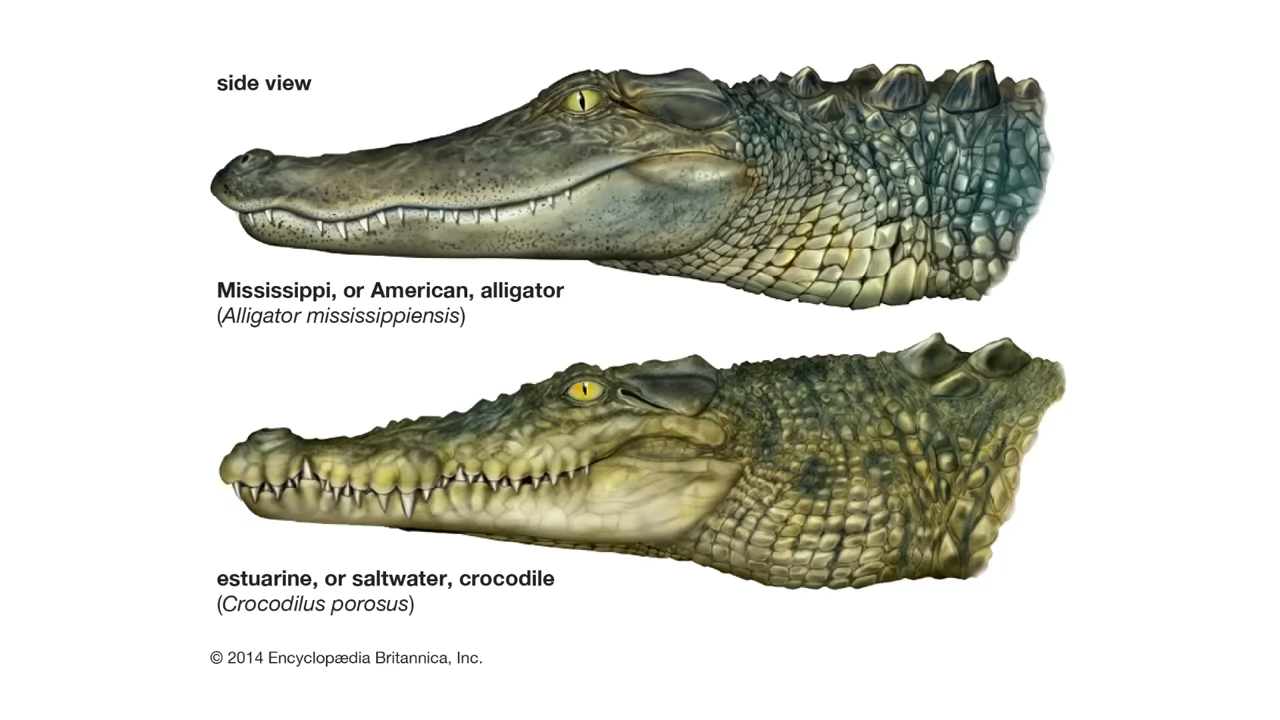 side view
Mississippi, or American, alligator
(Alligator mississippiensis)
estuarine, or saltwater, crocodile
(Crocodilus porosus)
© 2014 Encyclopædia Britannica, Inc.